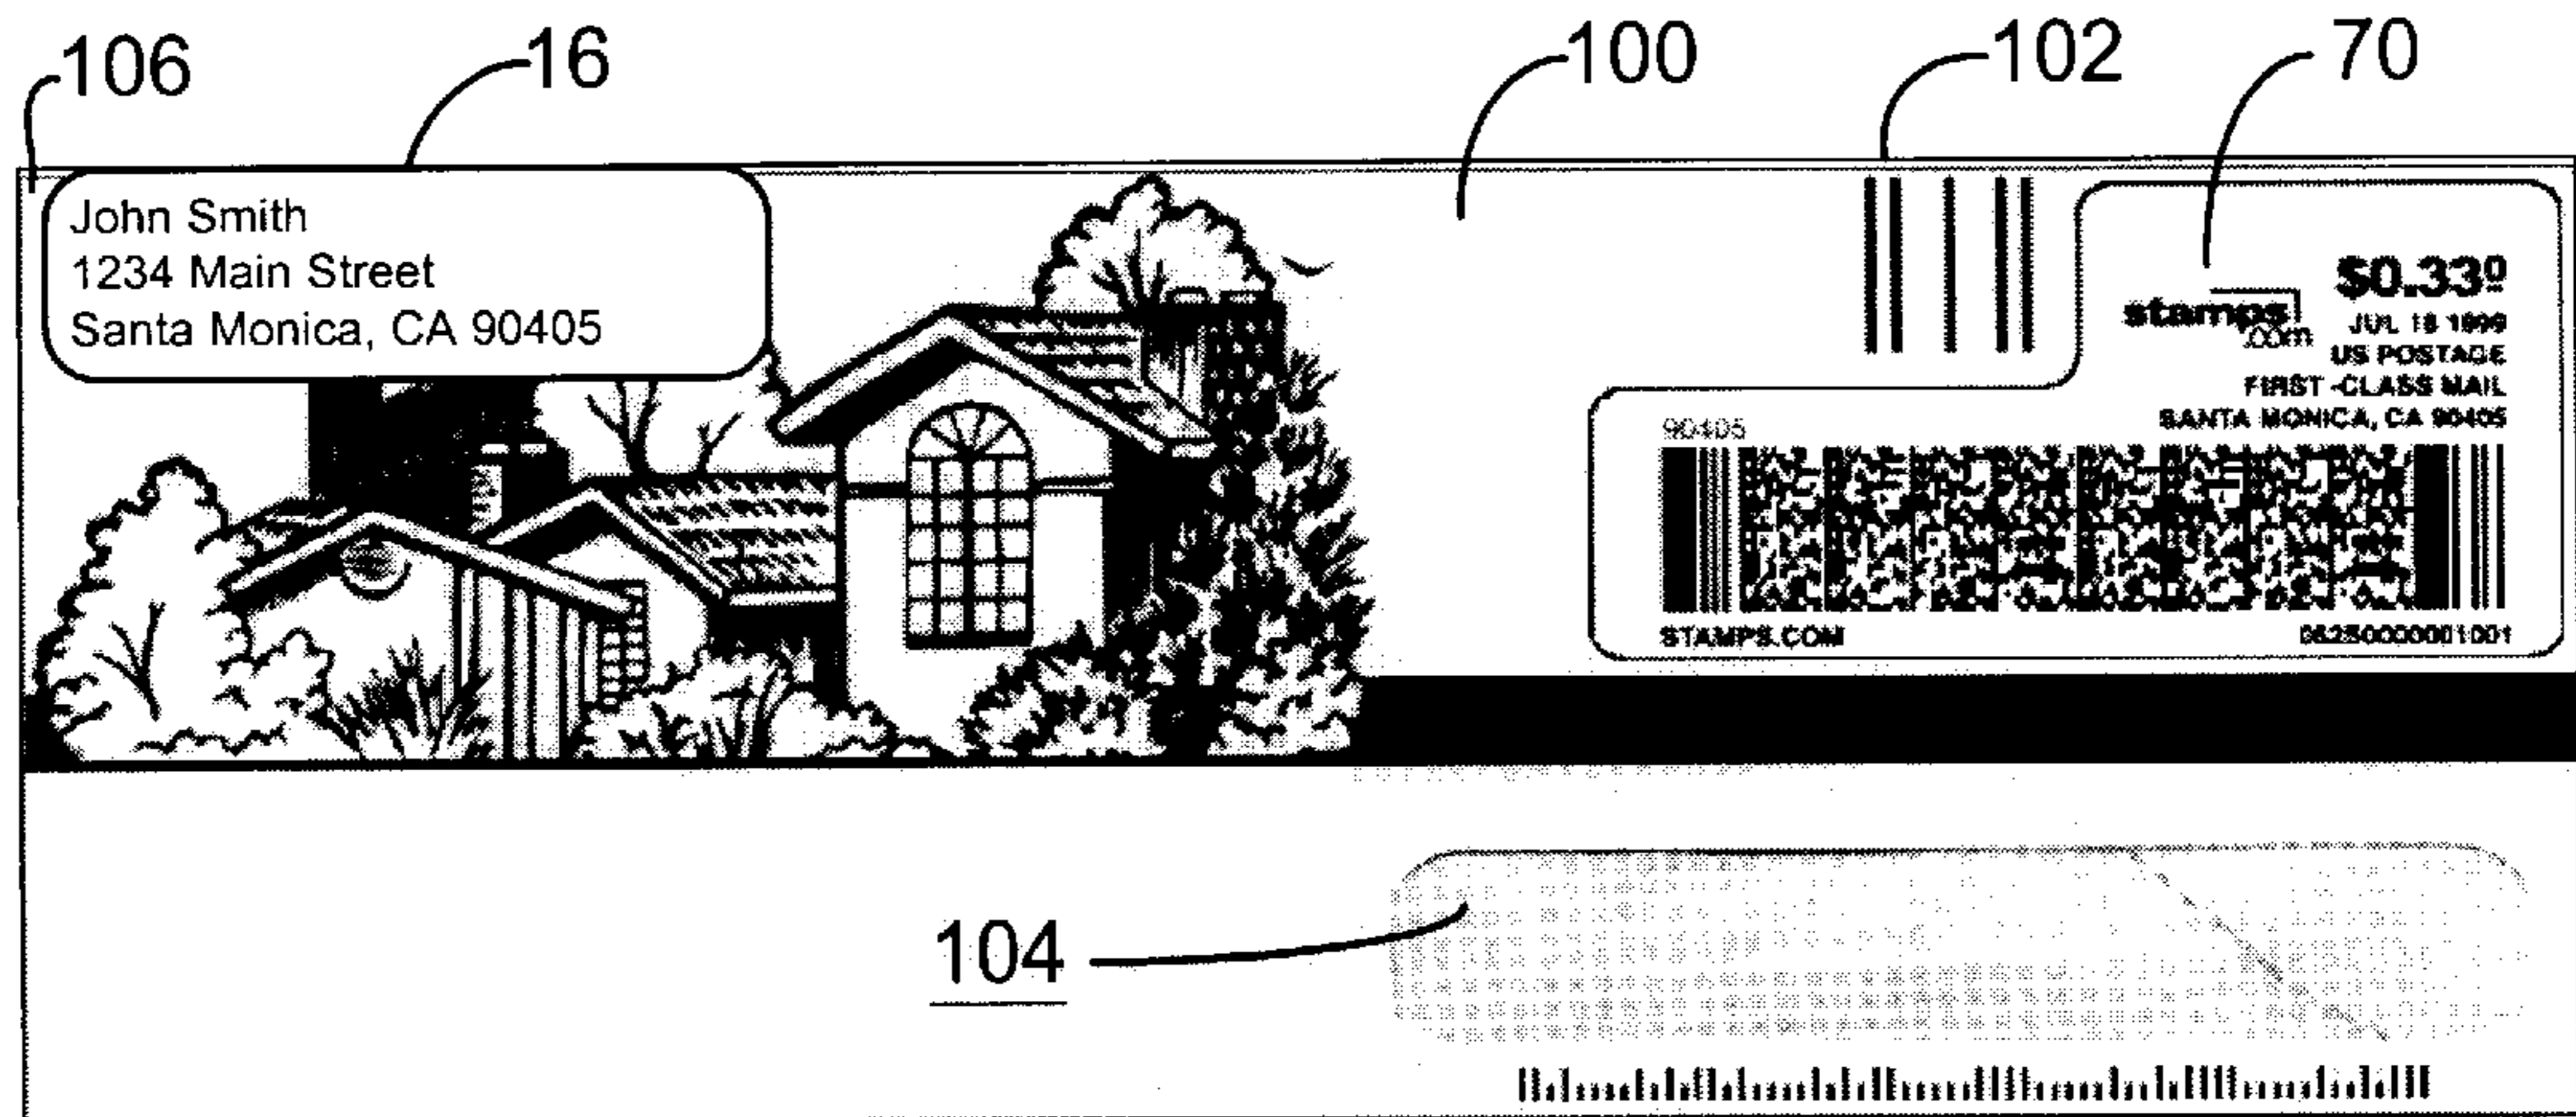 106
16
100
102
70
John Smith
1234 Main Street
Santa Monica, CA 90405
stamps
.com
$0.330
JUL 18 1999
US POSTAGE
FIRST -CLASS MAIL
SANTA MONICA, CA 90405
90405
STAMPS.COM
06250000001001
104